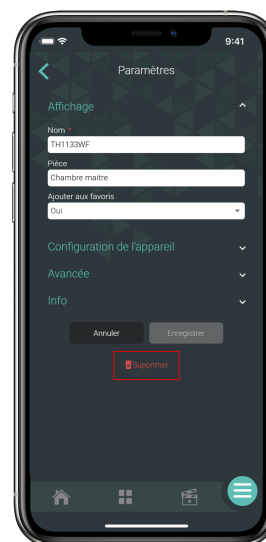 9:41
Paramètres
Affichage
Nom *
TH1133WF
Pièce
Chambre maitre
Ajouter aux favoris
Oui
Configuration de l'appareil
Avancée
Info
Annuler
Enregistrer
Supprimer